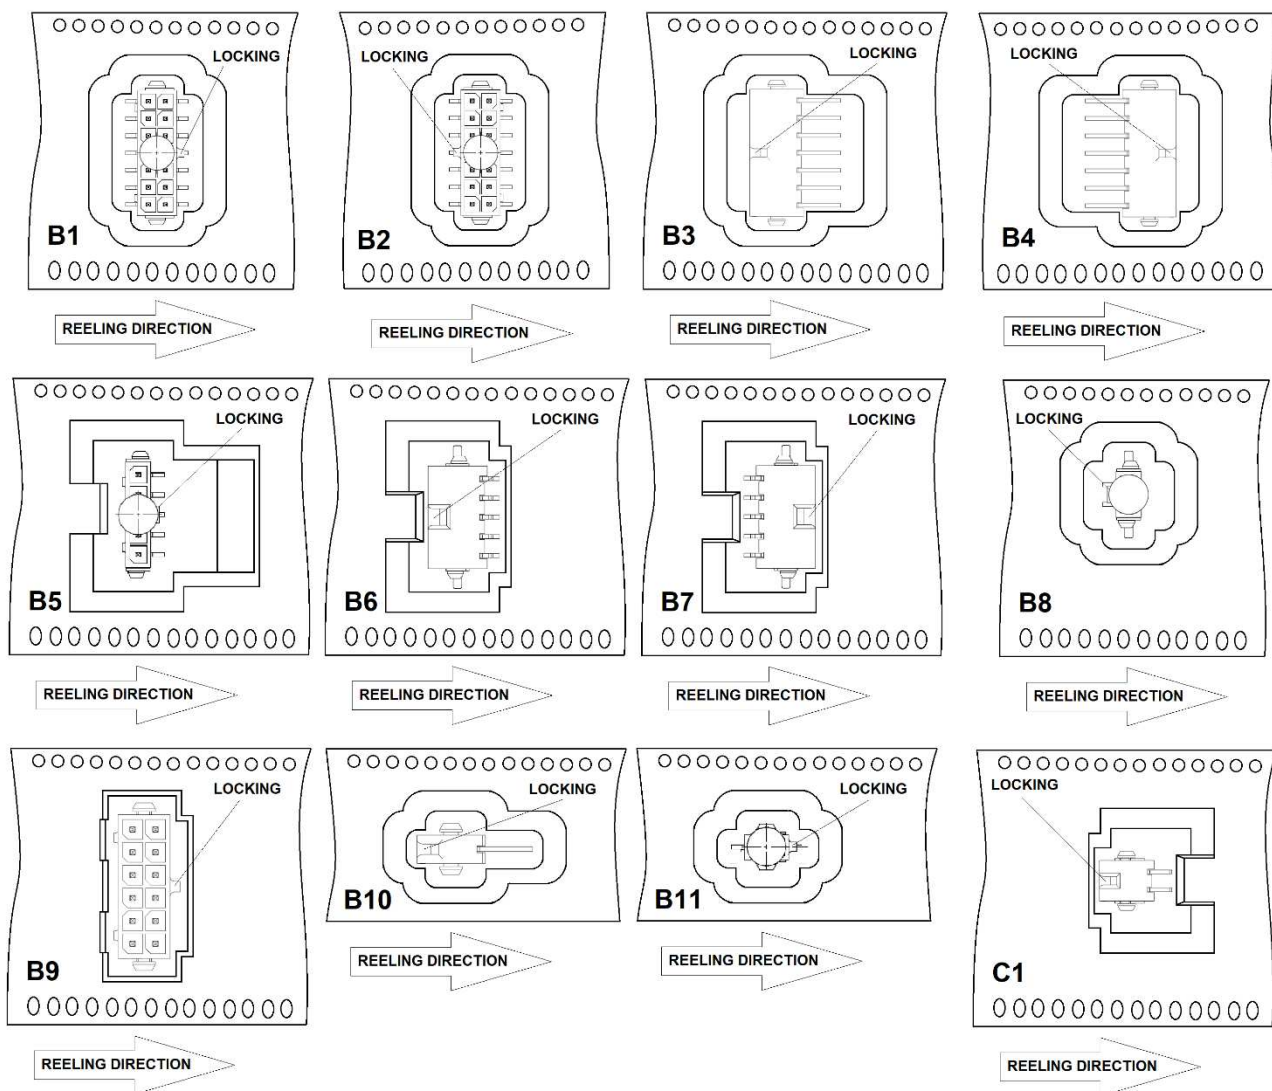 LOCKING
B1
REELING DIRECTION
LOCKING
B2
REELING DIRECTION
LOCKING
B3
REELING DIRECTION
LOCKING
B4
REELING DIRECTION
LOCKING
B5
REELING DIRECTION
LOCKING
B6
REELING DIRECTION
LOCKING
B7
REELING DIRECTION
LOCKING
B8
REELING DIRECTION
LOCKING
B9
REELING DIRECTION
LOCKING
B10
REELING DIRECTION
LOCKING
B11
REELING DIRECTION
LOCKING
C1
REELING DIRECTION